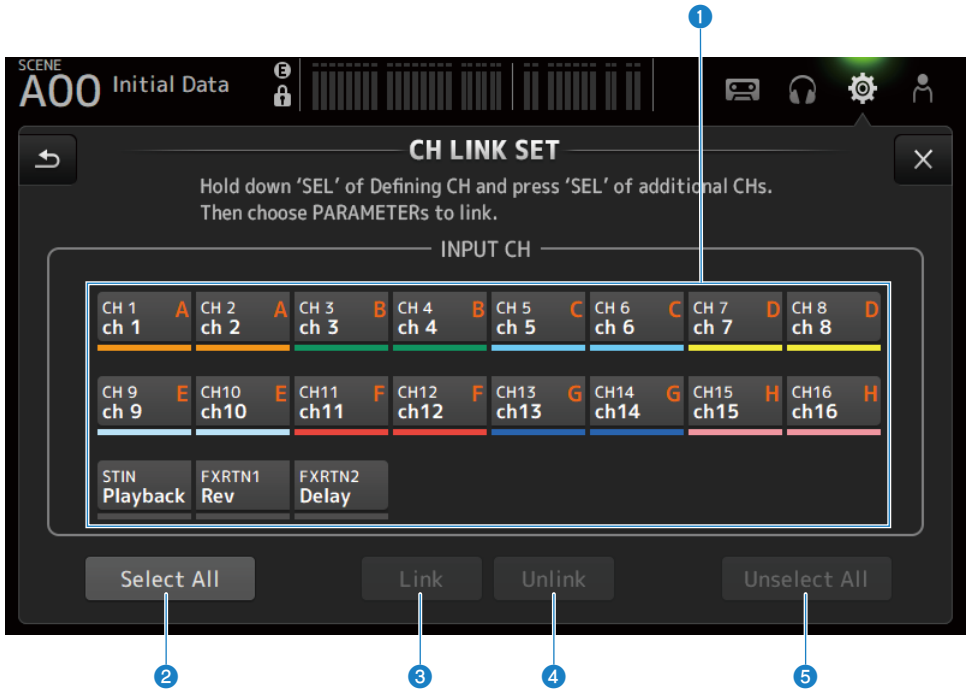 1
SCENE
A00 Initial Data E
CH LINK SET
Hold down ‘SEL’ of Defining CH and press ‘SEL’ of additional CHs.
Then choose PARAMETERs to link.
INPUT CH
CH 1 A CH 2 A CH 3 B CH 4 B CH 5 C CH 6 C CH 7 D CH 8 D
ch 1 ch 2 ch 3 ch 4 ch 5 ch 6 ch 7 ch 8
CH 9 E CH10 E CH11 F CH12 F CH13 G CH14 G CH15 H CH16 H
ch 9 ch10 ch11 ch12 ch13 ch14 ch15 ch16
STIN FXRTN1 FXRTN2
Playback Rev Delay
Select All Link Unlink Unselect All
2 3 4 5